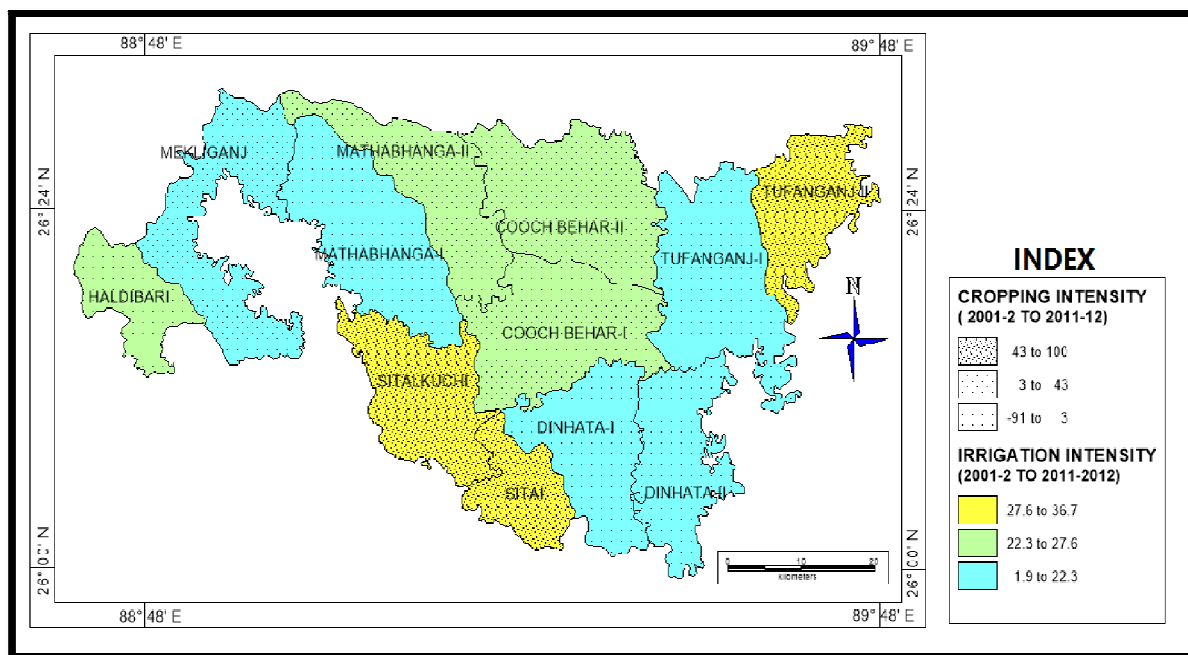 88° 48' E
89° 48' E
26° 24' N
26° 24' N
MEKLIGANJ
MATHABHANGA-II
TUFANGANJ-II
COOCH BEHAR-II
MATHABHANGA-I
TUFANGANJ-I
HALDIBARI
COOCH BEHAR-I
N
SITALKUCHI
DINHATA-I
SITAI
DINHATA-II
0 10 20
kilometers
26° 00' N
26° 00' N
88° 48' E
89° 48' E
INDEX
CROPPING INTENSITY
( 2001-2 TO 2011-12)
43 to 100
3 to 43
-91 to 3
IRRIGATION INTENSITY
(2001-2 TO 2011-2012)
27.6 to 36.7
22.3 to 27.6
1.9 to 22.3